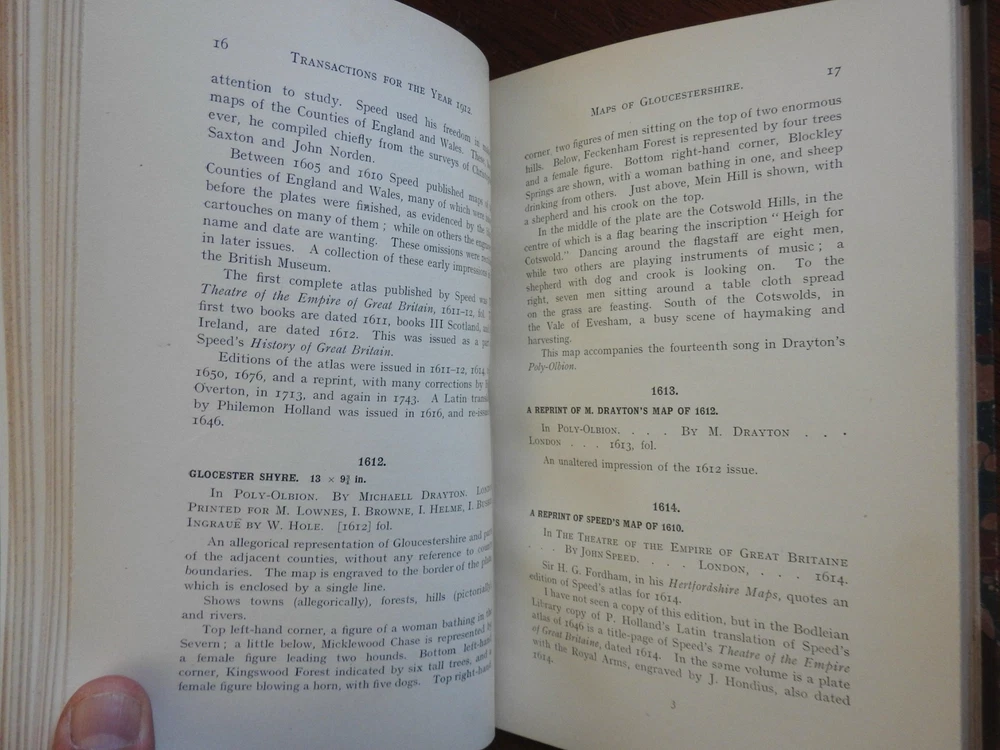 16
Transactions for the Year 1912.
attention to study. Speed used his freedom in
maps of the Counties of England and Wales.
ever, he compiled chiefly from the surveys of
Saxton and John Norden.
Between 1605 and 1610 Speed published maps
Counties of England and Wales, many of which were
before the plates were finished, as evidenced by the
cartouches on many of them; while on others the
name and date are wanting. These omissions were
in later issues. A collection of these early impressions
the British Museum.
The first complete atlas published by Speed was
Theatre of the Empire of Great Britain, 1611–12, fol.
first two books are dated 1611, books III Scotland,
Ireland, are dated 1612. This was issued as a
Speed's History of Great Britain.
Editions of the atlas were issued in 1611–12, 1614,
1650, 1676, and a reprint, with many corrections by
Overton, in 1713, and again in 1743. A Latin
by Philemon Holland was issued in 1616, and
1646.
1612.
GLOCESTER SHYRE. 13 × 9¾ in.
In Poly-Olbion. By Michaell Drayton.
Printed for M. Lownes, I. Browne, I. Helme, I.
Ingrauē by W. Hole. [1612] fol.
An allegorical representation of Gloucestershire and
of the adjacent counties, without any reference to
boundaries. The map is engraved to the border of the
which is enclosed by a single line.
Shows towns (allegorically), forests, hills (pictorially),
and rivers.
Top left-hand corner, a figure of a woman bathing in the
Severn; a little below, Micklewood Chase is represented by
a female figure leading two hounds. Bottom left-hand
corner, Kingswood Forest indicated by six tall trees, and a
female figure blowing a horn, with five dogs. Top right-hand
Maps of Gloucestershire.
17
corner, two figures of men sitting on the top of two enormous
hills. Below, Feckenham Forest is represented by four trees
and a female figure. Bottom right-hand corner, Blockley
Springs are shown, with a woman bathing in one, and sheep
drinking from others. Just above, Mein Hill is shown, with
a shepherd and his crook on the top.
In the middle of the plate are the Cotswold Hills, in the
centre of which is a flag bearing the inscription "Heigh for
Cotswold." Dancing around the flagstaff are eight men,
while two others are playing instruments of music; a
shepherd with dog and crook is looking on. To the
right, seven men sitting around a table cloth spread
on the grass are feasting. South of the Cotswolds, in
the Vale of Evesham, a busy scene of haymaking and
harvesting.
This map accompanies the fourteenth song in Drayton's
Poly-Olbion.
1613.
A REPRINT OF M. DRAYTON'S MAP OF 1612.
In Poly-Olbion. . . . By M. Drayton . . .
London . . . 1613, fol.
An unaltered impression of the 1612 issue.
1614.
A REPRINT OF SPEED'S MAP OF 1610.
In The Theatre of the Empire of Great Britaine
. . . By John Speed. . . . London, . . . 1614.
Sir H. G. Fordham, in his Hertfordshire Maps, quotes an
edition of Speed's atlas for 1614.
I have not seen a copy of this edition, but in the Bodleian
Library copy of P. Holland's Latin translation of Speed's
atlas of 1646 is a title-page of Speed's Theatre of the Empire
of Great Britaine, dated 1614. In the same volume is a plate
with the Royal Arms, engraved by J. Hondius, also dated
1614.
3